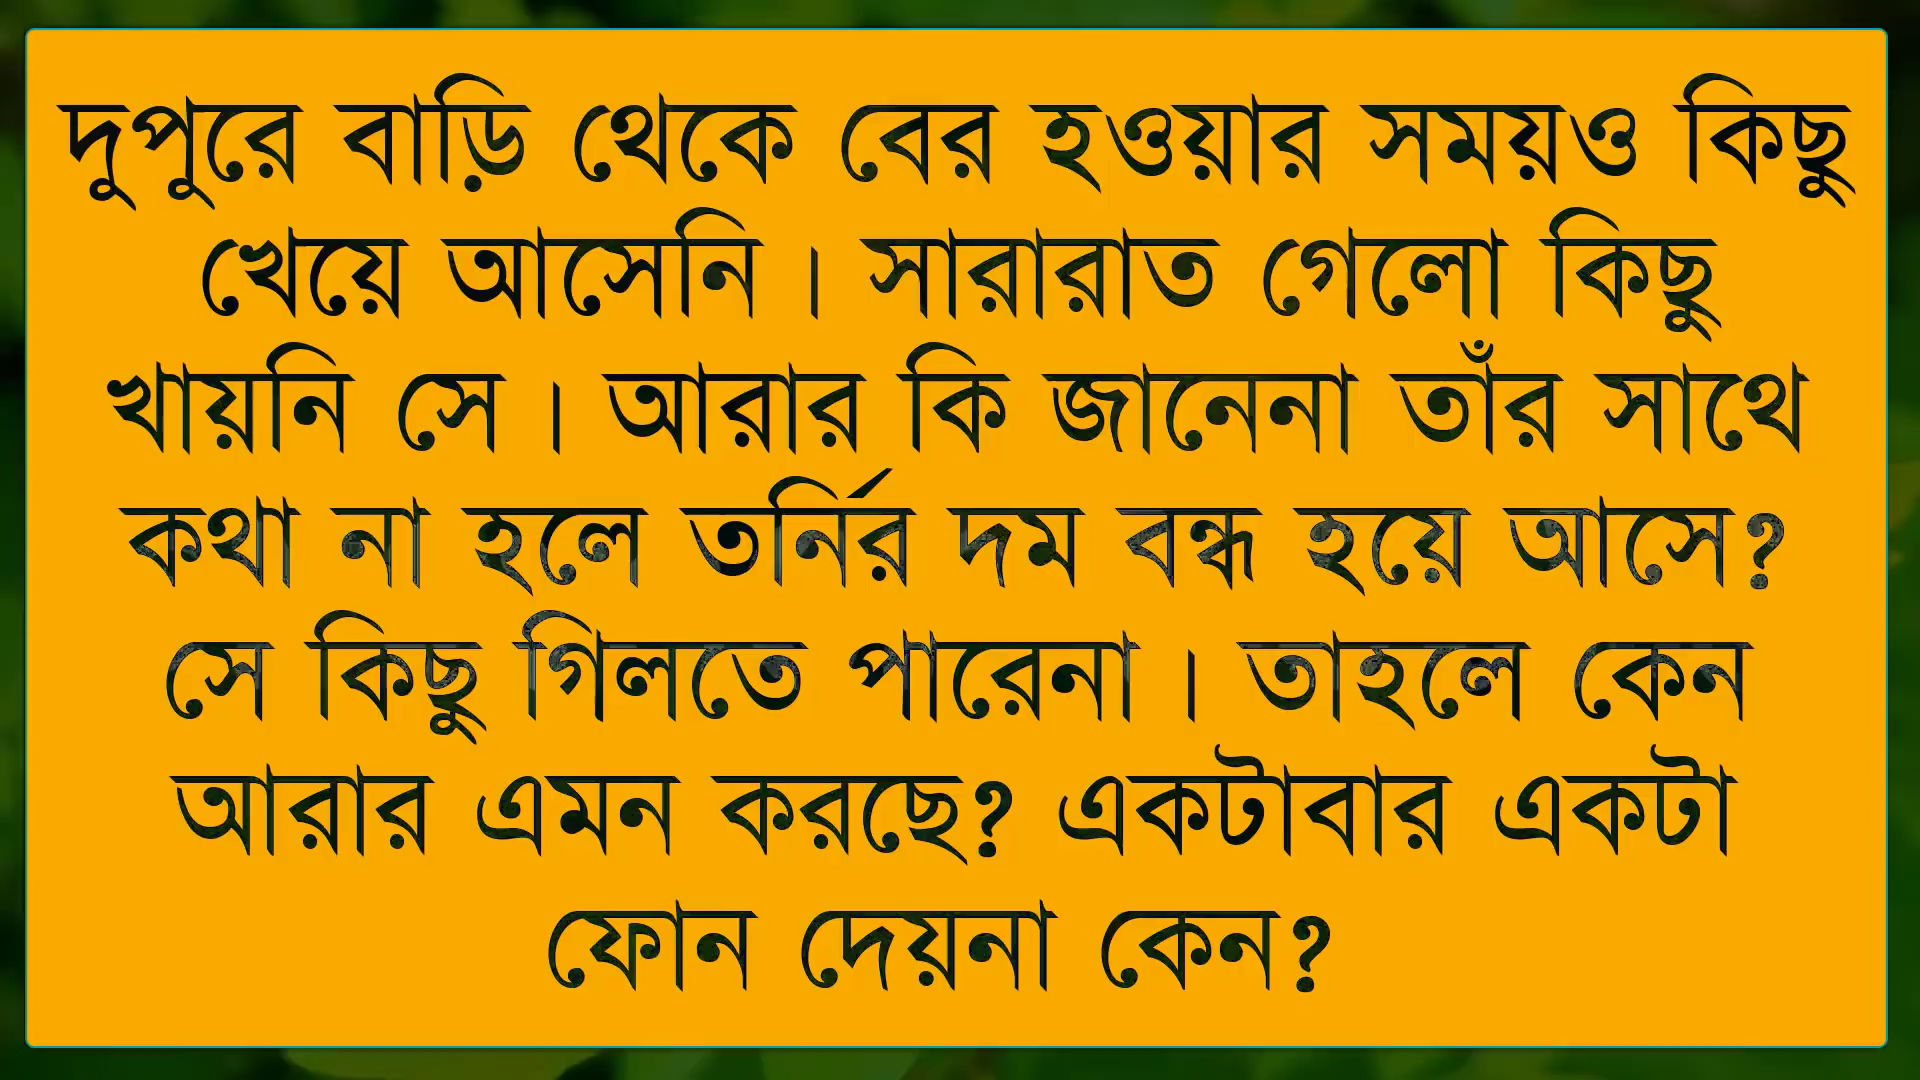 দুপুরে বাড়ি থেকে বের হওয়ার সময়ও কিছু
খেয়ে আসেনি। সারারাত গেলো কিছু
খায়নি সে। আরার কি জানেনা তাঁর সাথে
কথা না হলে তর্নির দম বন্ধ হয়ে আসে?
সে কিছু গিলতে পারেনা। তাহলে কেন
আরার এমন করছে? একটাবার একটা
ফোন দেয়না কেন?